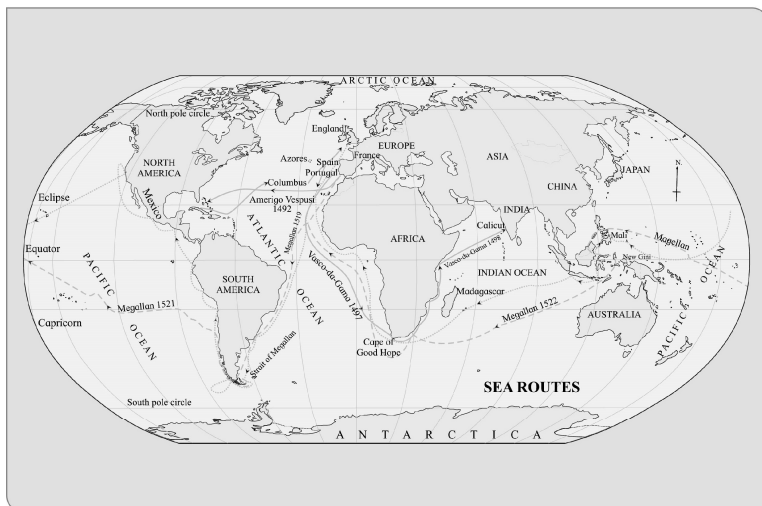 ARCTIC OCEAN
North pole circle
England
EUROPE
Azores
Spain
France
Portugal
ASIA
NORTH
AMERICA
JAPAN
N.
CHINA
Columbus
Mexico
Eclipse
Amerigo Vespusi
1492
INDIA
Calicut
ATLANTIC
OCEAN
Megallan 1519
AFRICA
Mali
Magellan
Equator
Vasco-da-Gama 1498
New Gini
PACIFIC
OCEAN
SOUTH
AMERICA
Vasco-da-Gama 1497
INDIAN OCEAN
Madagascar
Megallan 1521
Megallan 1522
AUSTRALIA
PACIFIC
OCEAN
Capricorn
Strait of Megallan
Cape of
Good Hope
SEA ROUTES
South pole circle
ANTARCTICA